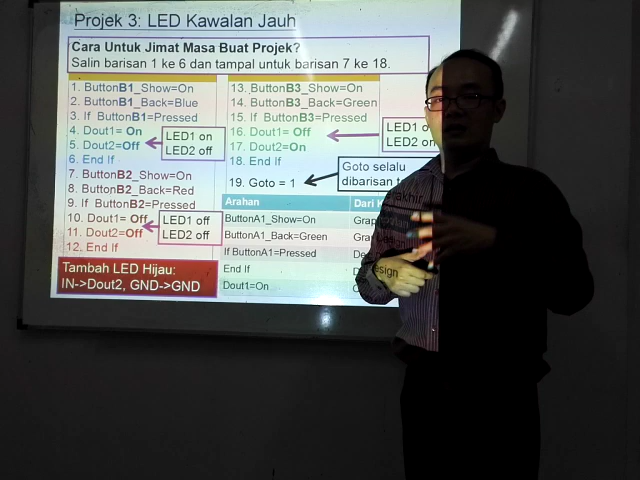 Projek 3: LED Kawalan Jauh
Cara Untuk Jimat Masa Buat Projek?
Salin barisan 1 ke 6 dan tampal untuk barisan 7 ke 18.
1. ButtonB1_Show=On
2. ButtonB1_Back=Blue
3. If ButtonB1=Pressed
4. Dout1= On
5. Dout2=Off
6. End If
LED1 on
LED2 off
7. ButtonB2_Show=On
8. ButtonB2_Back=Red
9. If ButtonB2=Pressed
10. Dout1= Off
11. Dout2=Off
12. End If
LED1 off
LED2 off
Tambah LED Hijau:
IN->Dout2, GND->GND
13. ButtonB3_Show=On
14. ButtonB3_Back=Green
15. If ButtonB3=Pressed
16. Dout1= Off
17. Dout2= On
18. End If
19. Goto = 1
LED1
LED2 on
Goto selalu
dibarisan
Arahan Dari
ButtonA1_Show=On
ButtonA1_Back=Green
If ButtonA1=Pressed
End If
Dout1=On